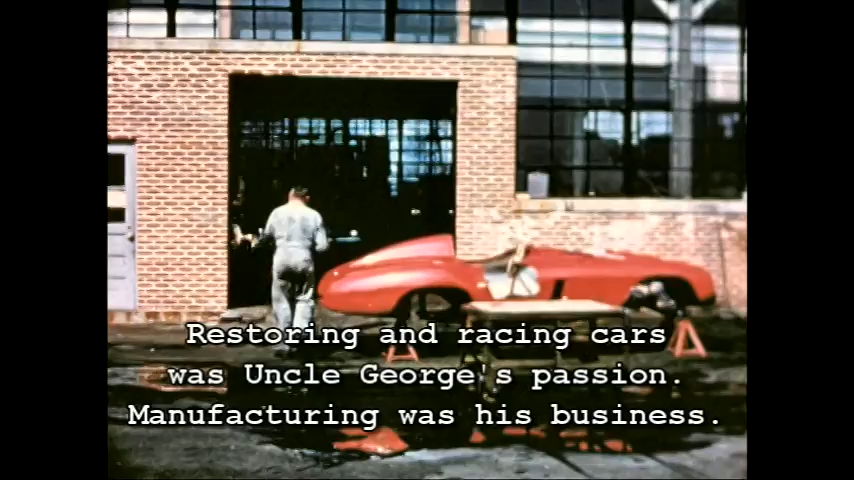 Restoring and racing cars
was Uncle George's passion.
Manufacturing was his business.